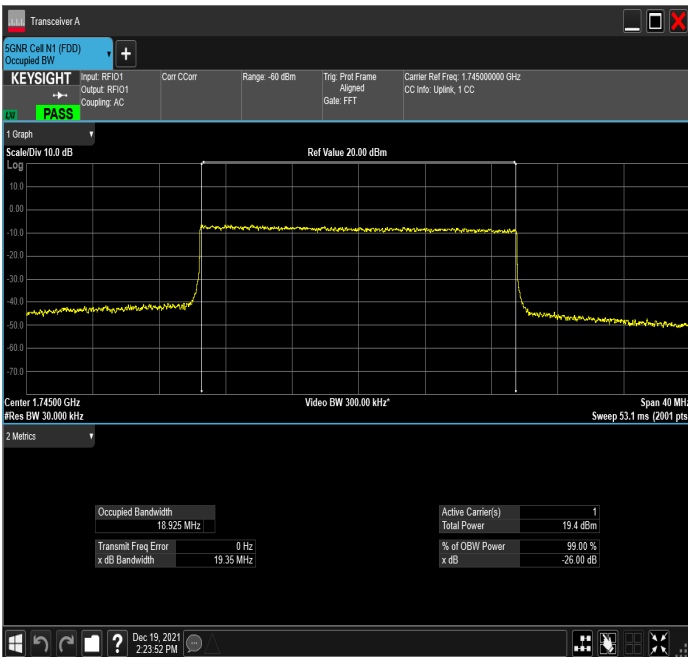 Transceiver A
5GNR Cell N1 (FDD)
Occupied BW
+
KEYSIGHT
LXI
PASS
Input: RFIO1
Output: RFIO1
Coupling: AC
Corr CCorr
Range: -60 dBm
Trig: Prot Frame
Aligned
Gate: FFT
Carrier Ref Freq: 1.745000000 GHz
CC Info: Uplink, 1 CC
1 Graph
Scale/Div 10.0 dB
Ref Value 20.00 dBm
Log
10.0
0.00
-10.0
-20.0
-30.0
-40.0
-50.0
-60.0
-70.0
Center 1.74500 GHz
Video BW 300.00 kHz*
Span 40 MHz
#Res BW 30.000 kHz
Sweep 53.1 ms (2001 pts
2 Metrics
Occupied Bandwidth
18.925 MHz
Active Carrier(s) 1
Total Power 19.4 dBm
Transmit Freq Error 0 Hz
x dB Bandwidth 19.35 MHz
% of OBW Power 99.00 %
x dB -26.00 dB
?
Dec 19, 2021
2:23:52 PM